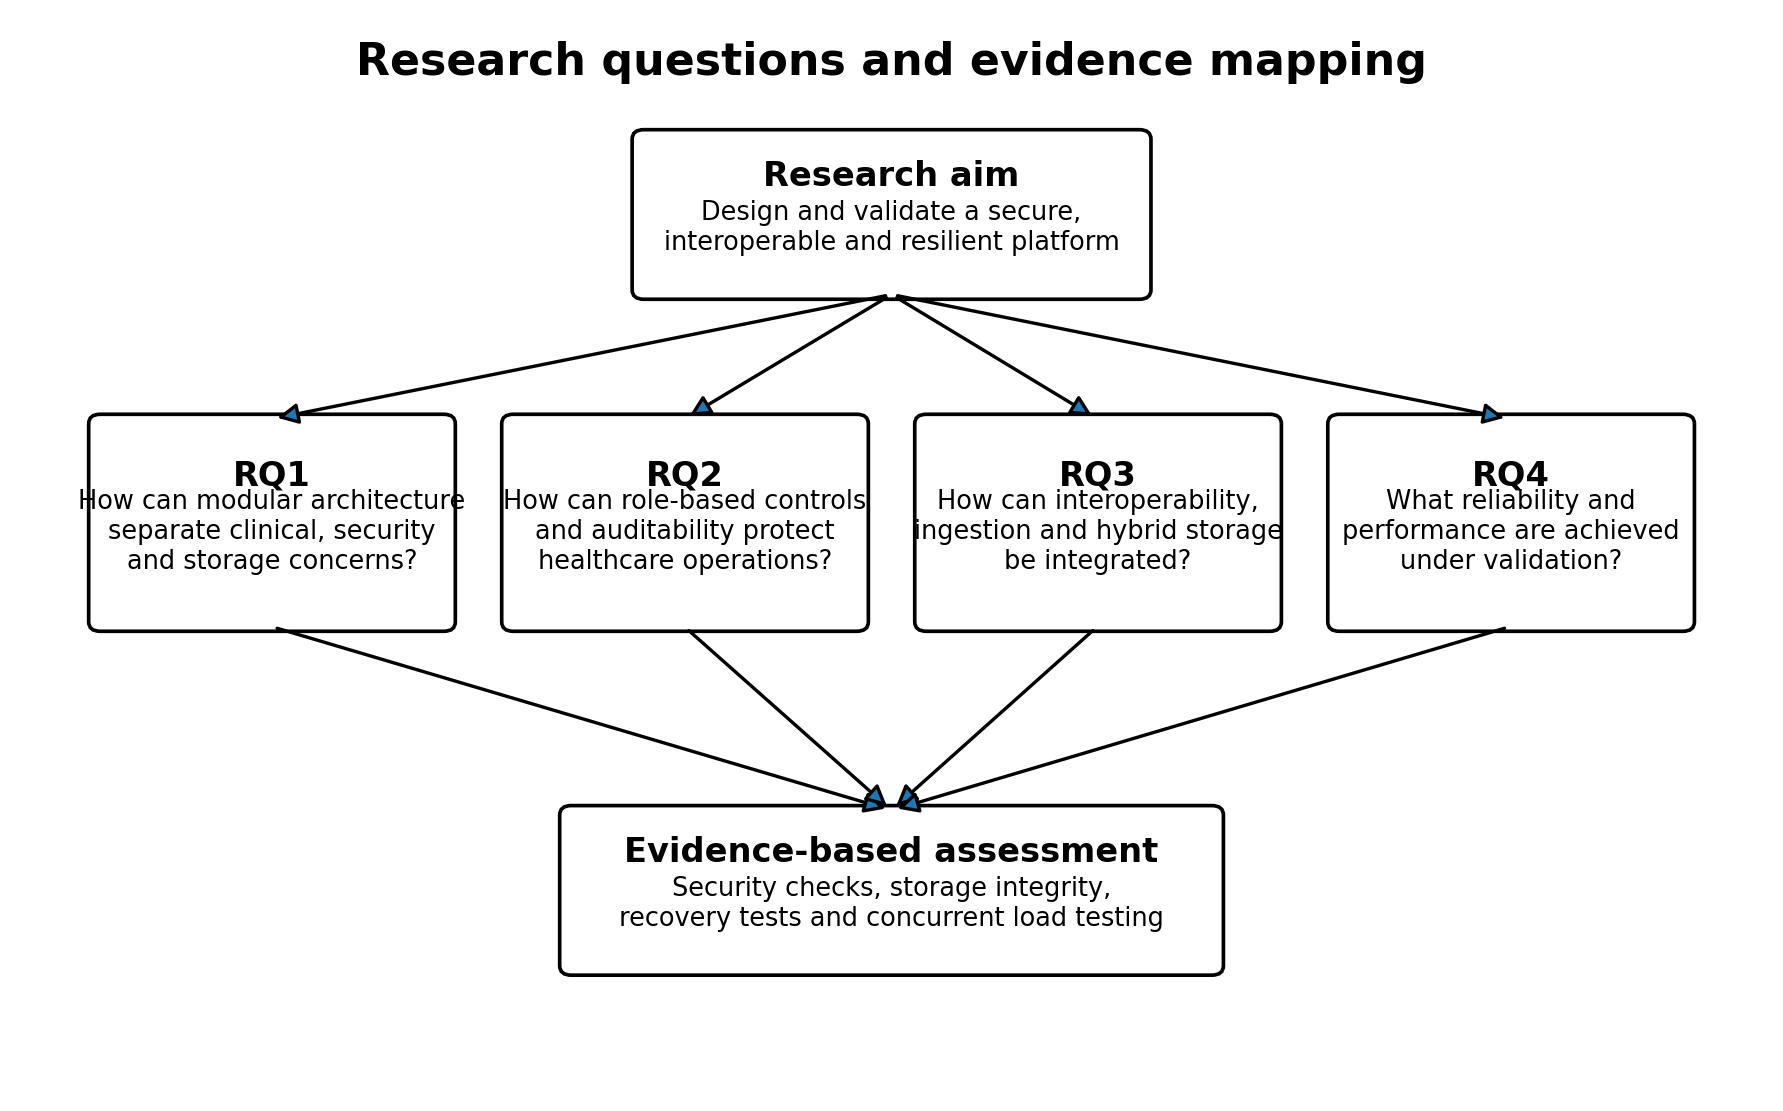 Research questions and evidence mapping
Research aim
Design and validate a secure,
interoperable and resilient platform
RQ1
How can modular architecture
separate clinical, security
and storage concerns?
RQ2
How can role-based controls
and auditability protect
healthcare operations?
RQ3
How can interoperability,
ingestion and hybrid storage
be integrated?
RQ4
What reliability and
performance are achieved
under validation?
Evidence-based assessment
Security checks, storage integrity,
recovery tests and concurrent load testing